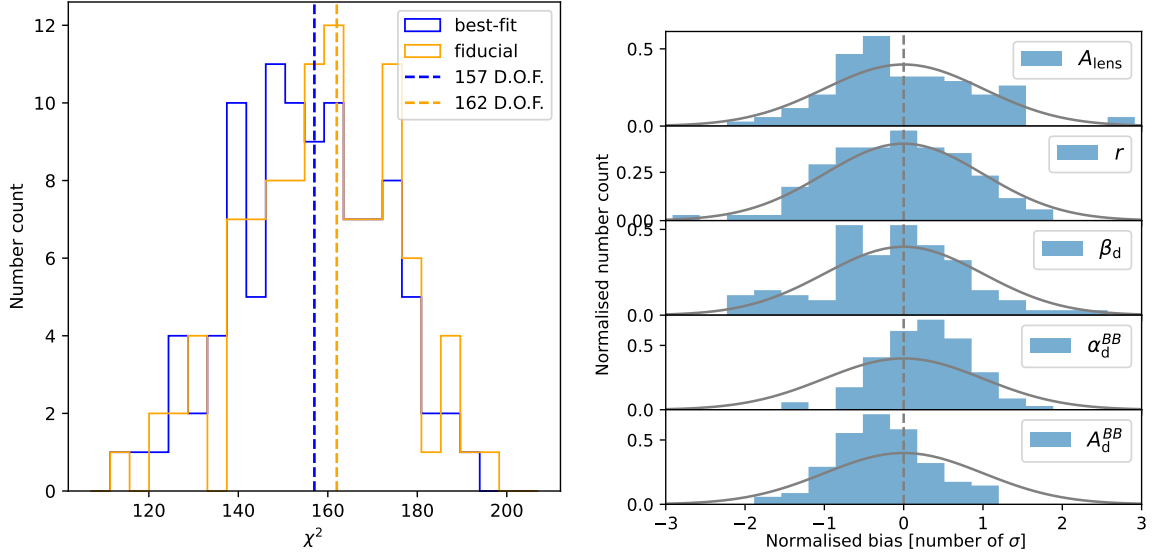 12
10
8
6
4
2
0
Number count
120
140
160
180
200
χ²
best-fit
fiducial
157 D.O.F.
162 D.O.F.
Normalised number count
0.5
0.0
A_lens
0.25
0.00
r
0.5
0.0
β_d
0.5
0.0
α_d^BB
0.5
0.0
A_d^BB
−3
−2
−1
0
1
2
3
Normalised bias [number of σ]